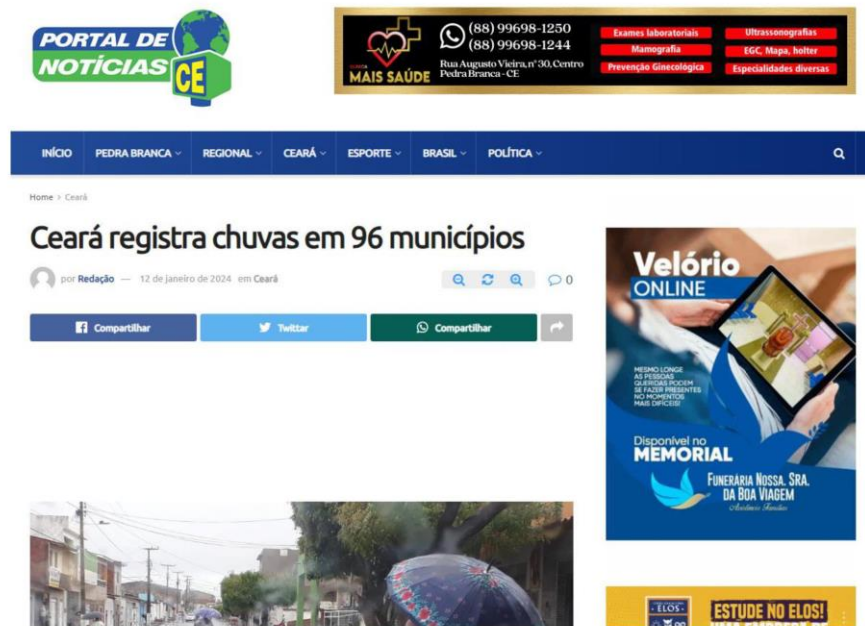 PORTAL DE
NOTÍCIAS
CE
CLÍNICA
MAIS SAÚDE
(88) 99698-1250
(88) 99698-1244
Rua Augusto Vieira, nº 30, Centro
Pedra Branca - CE
Exames laboratoriais
Mamografia
Prevenção Ginecológica
Ultrassonografias
EGC, Mapa, holter
Especialidades diversas
INÍCIO PEDRA BRANCA REGIONAL CEARÁ ESPORTE BRASIL POLÍTICA
Home > Ceará
Ceará registra chuvas em 96 municípios
por Redação — 12 de janeiro de 2024 em Ceará
0
Compartilhar
Twittar
Compartilhar
Velório
ONLINE
MESMO LONGE
AS PESSOAS
QUERIDAS PODEM
SE FAZER PRESENTES
NO MOMENTOS
MAIS DIFÍCEIS!
Disponível no
MEMORIAL
FUNERÁRIA NOSSA. SRA.
DA BOA VIAGEM
Assistência Familiar
ELOS
ESTUDE NO ELOS!